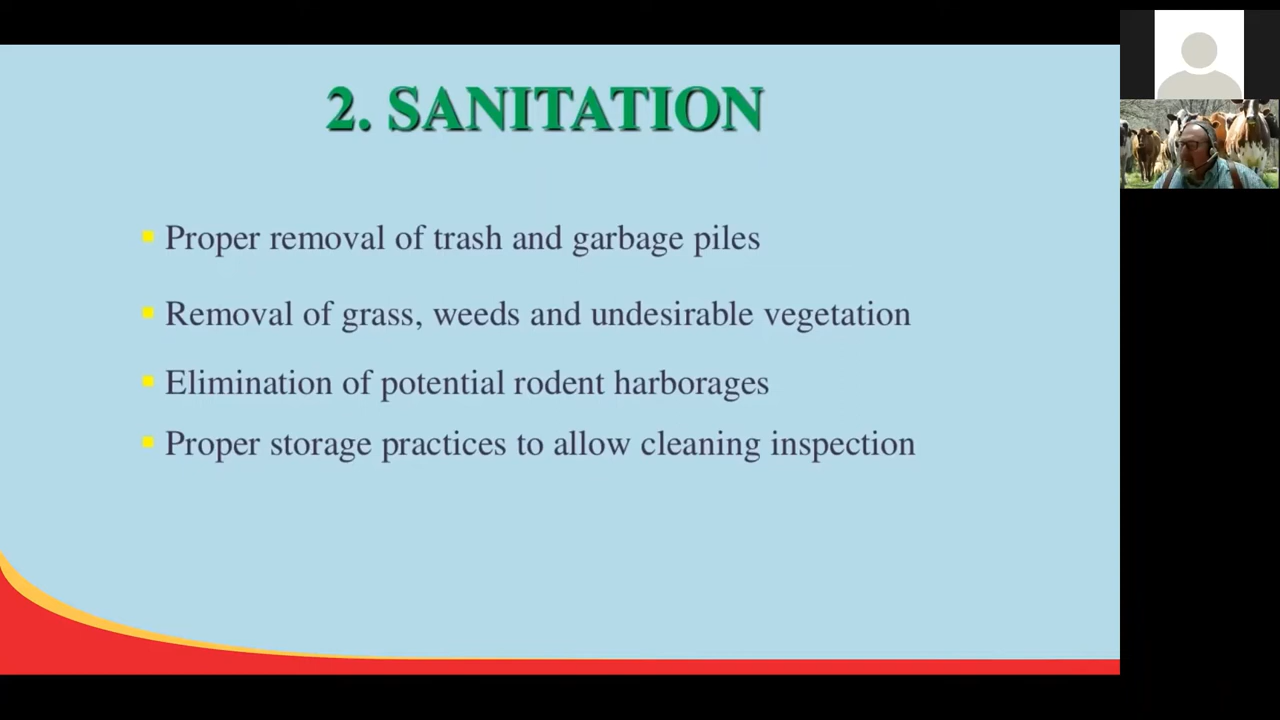 2. SANITATION
Proper removal of trash and garbage piles
Removal of grass, weeds and undesirable vegetation
Elimination of potential rodent harborages
Proper storage practices to allow cleaning inspection